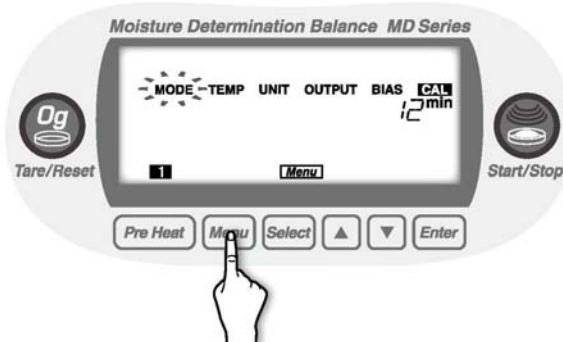 Moisture Determination Balance MD Series
MODE TEMP UNIT OUTPUT BIAS CAL
12 min
0g
Tare/Reset
1
Menu
Start/Stop
Pre Heat Menu Select ▲ ▼ Enter